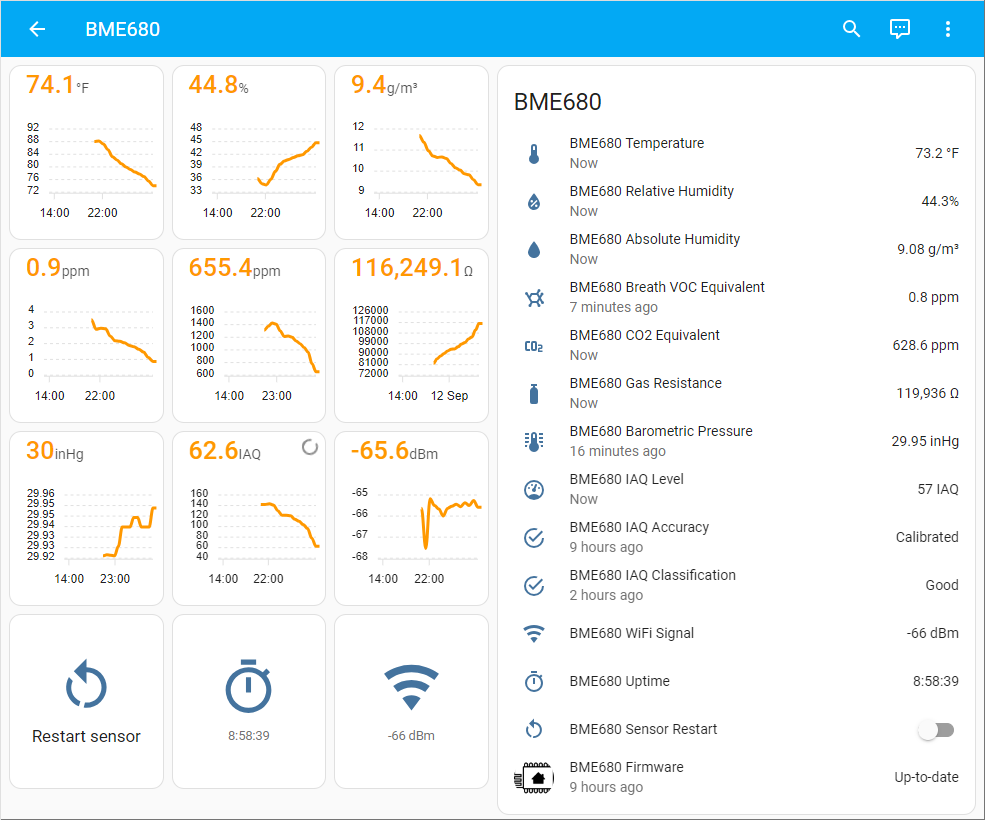 BME680
74.1°F
92
88
84
80
76
72
14:00 22:00
44.8%
48
45
42
39
36
33
14:00 22:00
9.4g/m³
12
11
10
9
14:00 22:00
0.9ppm
4
3
2
1
0
14:00 22:00
655.4ppm
1600
1400
1200
1000
800
600
14:00 23:00
116,249.1Ω
126000
117000
108000
99000
90000
81000
72000
14:00 12 Sep
30inHg
29.96
29.95
29.95
29.94
29.94
29.93
29.93
29.92
14:00 23:00
62.6IAQ
160
140
120
100
80
60
40
14:00 22:00
-65.6dBm
-65
-66
-67
-68
14:00 22:00
Restart sensor
8:58:39
-66 dBm
BME680
BME680 Temperature
Now
73.2 °F
BME680 Relative Humidity
Now
44.3%
BME680 Absolute Humidity
Now
9.08 g/m³
BME680 Breath VOC Equivalent
7 minutes ago
0.8 ppm
CO2
BME680 CO2 Equivalent
Now
628.6 ppm
BME680 Gas Resistance
Now
119,936 Ω
BME680 Barometric Pressure
16 minutes ago
29.95 inHg
BME680 IAQ Level
Now
57 IAQ
BME680 IAQ Accuracy
9 hours ago
Calibrated
BME680 IAQ Classification
2 hours ago
Good
BME680 WiFi Signal
-66 dBm
BME680 Uptime
8:58:39
BME680 Sensor Restart
BME680 Firmware
9 hours ago
Up-to-date